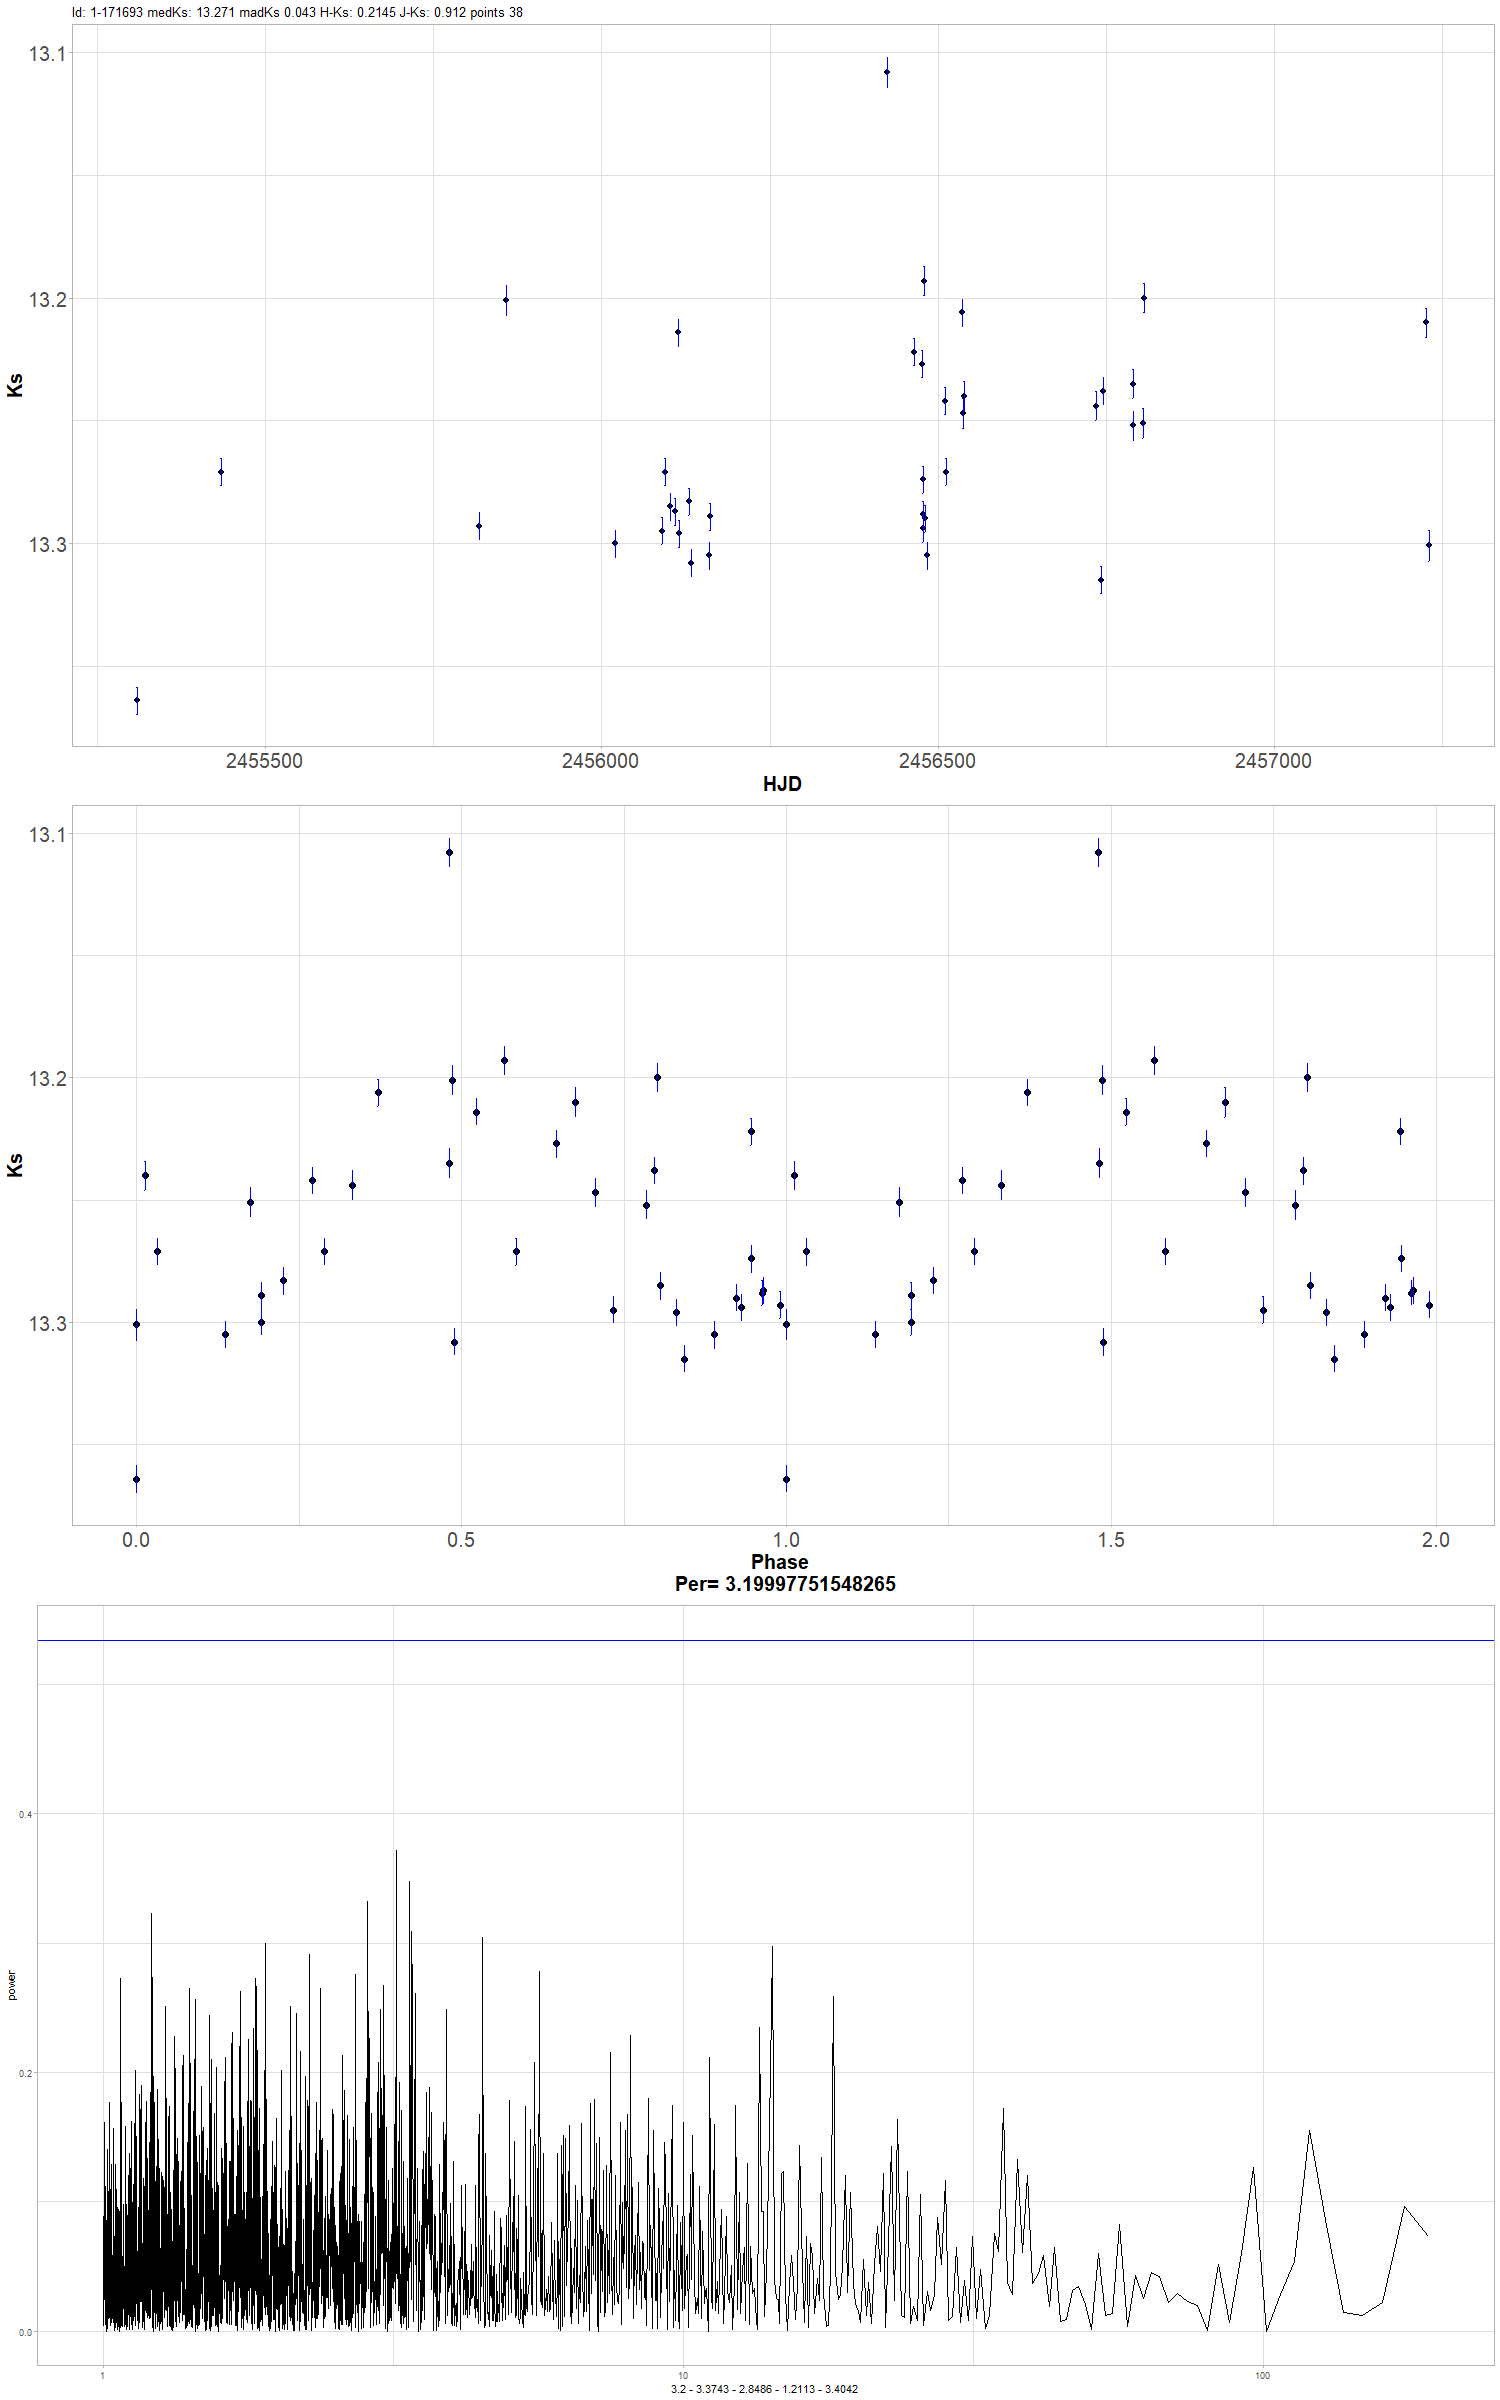 Id: 1-171693 medKs: 13.271 madKs 0.043 H-Ks: 0.2145 J-Ks: 0.912 points 38
13.1
13.2
13.3
Ks
2455500 2456000 2456500 2457000
HJD
13.1
13.2
13.3
Ks
0.0 0.5 1.0 1.5 2.0
Phase
Per= 3.19997751548265
0.4
0.2
0.0
power
1 10 100
3.2 - 3.3743 - 2.8486 - 1.2113 - 3.4042